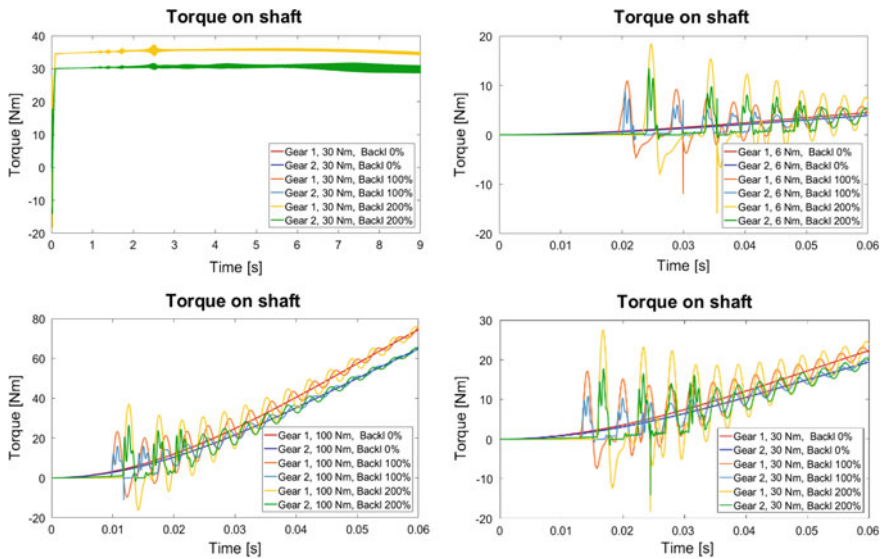 Torque on shaft
40
30
20
10
0
-10
-20
Torque [Nm]
Gear 1, 30 Nm, Backl 0%
Gear 2, 30 Nm, Backl 0%
Gear 1, 30 Nm, Backl 100%
Gear 2, 30 Nm, Backl 100%
Gear 1, 30 Nm, Backl 200%
Gear 2, 30 Nm, Backl 200%
0 1 2 3 4 5 6 7 8 9
Time [s]
Torque on shaft
20
10
0
-10
-20
Torque [Nm]
Gear 1, 6 Nm, Backl 0%
Gear 2, 6 Nm, Backl 0%
Gear 1, 6 Nm, Backl 100%
Gear 2, 6 Nm, Backl 100%
Gear 1, 6 Nm, Backl 200%
Gear 2, 6 Nm, Backl 200%
0 0.01 0.02 0.03 0.04 0.05 0.06
Time [s]
Torque on shaft
80
60
40
20
0
-20
Torque [Nm]
Gear 1, 100 Nm, Backl 0%
Gear 2, 100 Nm, Backl 0%
Gear 1, 100 Nm, Backl 100%
Gear 2, 100 Nm, Backl 100%
Gear 1, 100 Nm, Backl 200%
Gear 2, 100 Nm, Backl 200%
0 0.01 0.02 0.03 0.04 0.05 0.06
Time [s]
Torque on shaft
30
20
10
0
-10
-20
Torque [Nm]
Gear 1, 30 Nm, Backl 0%
Gear 2, 30 Nm, Backl 0%
Gear 1, 30 Nm, Backl 100%
Gear 2, 30 Nm, Backl 100%
Gear 1, 30 Nm, Backl 200%
Gear 2, 30 Nm, Backl 200%
0 0.01 0.02 0.03 0.04 0.05 0.06
Time [s]